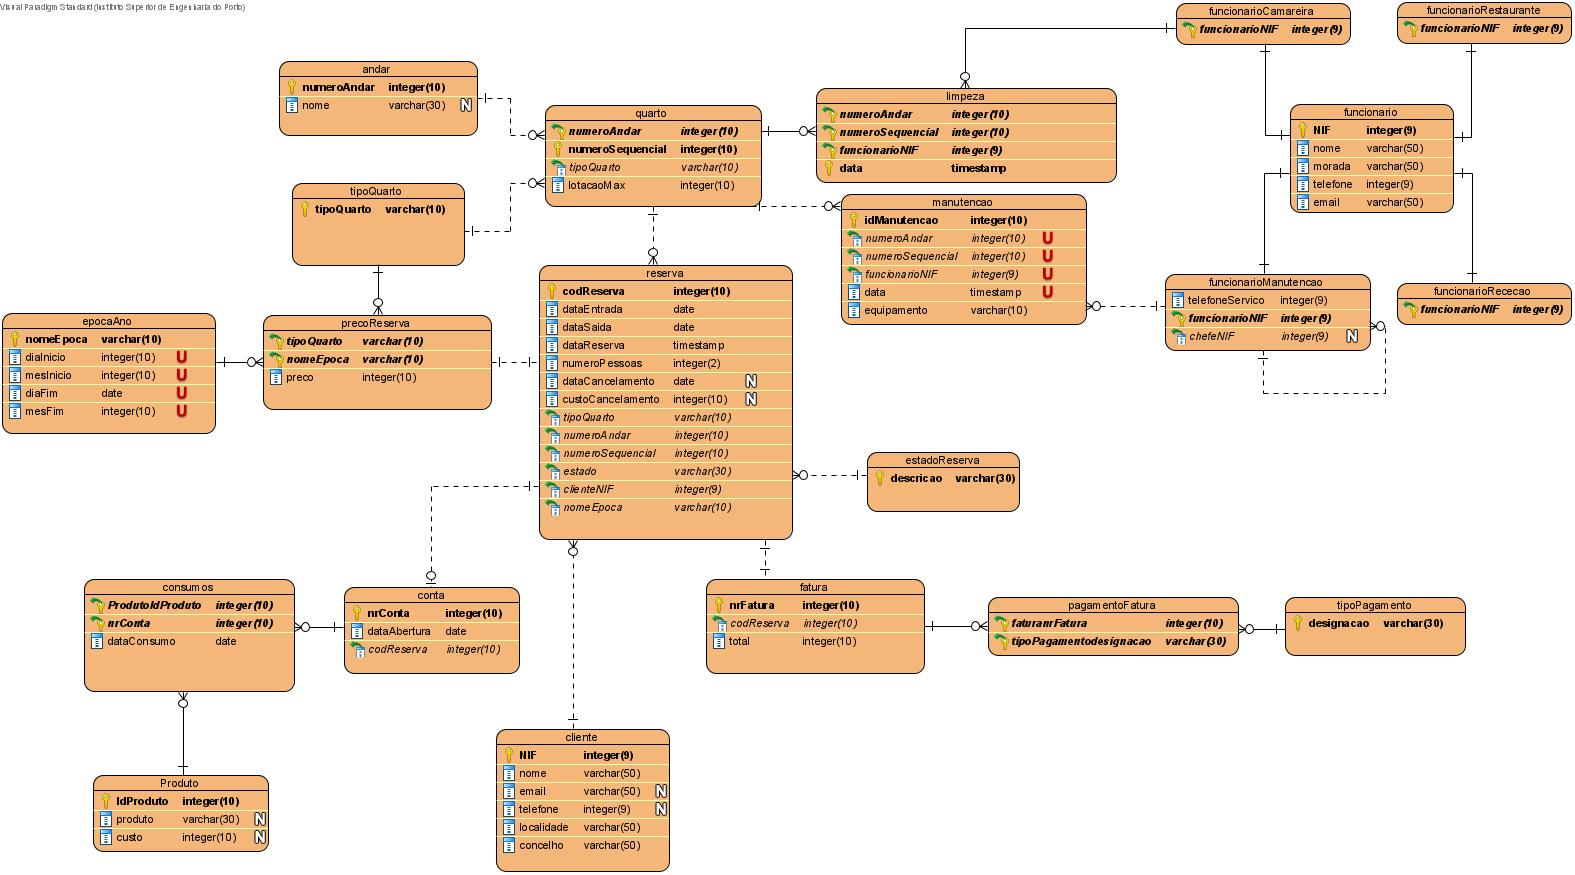 Visual Paradigm Standard (Instituto Superior de Engenharia do Porto)
funcionarioCamareira
funcionarioNIF integer(9)
funcionarioRestaurante
funcionarioNIF integer(9)
andar
numeroAndar integer(10)
nome varchar(30) N
quarto
numeroAndar integer(10)
numeroSequencial integer(10)
tipoQuarto varchar(10)
lotacaoMax integer(10)
limpeza
numeroAndar integer(10)
numeroSequencial integer(10)
funcionarioNIF integer(9)
data timestamp
funcionario
NIF integer(9)
nome varchar(50)
morada varchar(50)
telefone integer(9)
email varchar(50)
tipoQuarto
tipoQuarto varchar(10)
manutencao
idManutencao integer(10)
numeroAndar integer(10) U
numeroSequencial integer(10) U
funcionarioNIF integer(9) U
data timestamp U
equipamento varchar(10)
funcionarioManutencao
telefoneServico integer(9)
funcionarioNIF integer(9)
chefeNIF integer(9) N
funcionarioRececao
funcionarioNIF integer(9)
epocaAno
nomeEpoca varchar(10)
diaInicio integer(10) U
mesInicio integer(10) U
diaFim date U
mesFim integer(10) U
precoReserva
tipoQuarto varchar(10)
nomeEpoca varchar(10)
preco integer(10)
reserva
codReserva integer(10)
dataEntrada date
dataSaida date
dataReserva timestamp
numeroPessoas integer(2)
dataCancelamento date N
custoCancelamento integer(10) N
tipoQuarto varchar(10)
numeroAndar integer(10)
numeroSequencial integer(10)
estado varchar(30)
clienteNIF integer(9)
nomeEpoca varchar(10)
estadoReserva
descricao varchar(30)
consumos
ProdutoIdProduto integer(10)
nrConta integer(10)
dataConsumo date
conta
nrConta integer(10)
dataAbertura date
codReserva integer(10)
fatura
nrFatura integer(10)
codReserva integer(10)
total integer(10)
pagamentoFatura
faturanrFatura integer(10)
tipoPagamentodesignacao varchar(30)
tipoPagamento
designacao varchar(30)
cliente
NIF integer(9)
nome varchar(50)
email varchar(50) N
telefone integer(9) N
localidade varchar(50)
concelho varchar(50)
Produto
IdProduto integer(10)
produto varchar(30) N
custo integer(10) N